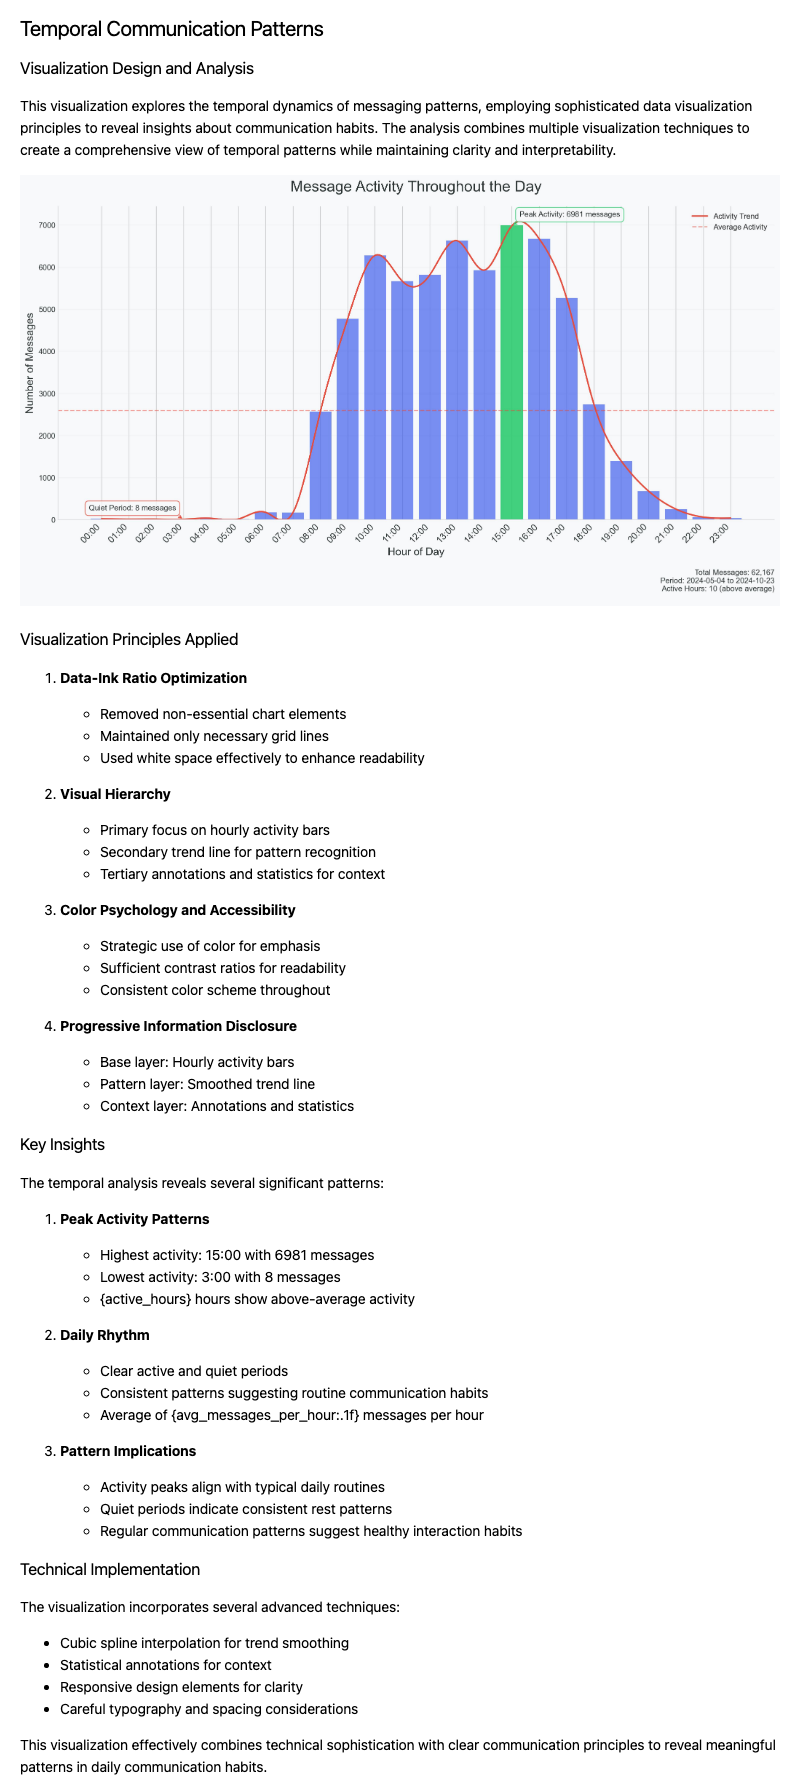 Temporal Communication Patterns
Visualization Design and Analysis
This visualization explores the temporal dynamics of messaging patterns, employing sophisticated data visualization
principles to reveal insights about communication habits. The analysis combines multiple visualization techniques to
create a comprehensive view of temporal patterns while maintaining clarity and interpretability.
Message Activity Throughout the Day
Peak Activity: 6981 messages
Activity Trend
Average Activity
Number of Messages
7000
6000
5000
4000
3000
2000
1000
0
Quiet Period: 8 messages
00:00 01:00 02:00 03:00 04:00 05:00 06:00 07:00 08:00 09:00 10:00 11:00 12:00 13:00 14:00 15:00 16:00 17:00 18:00 19:00 20:00 21:00 22:00 23:00
Hour of Day
Total Messages: 62,167
Period: 2024-05-04 to 2024-10-23
Active Hours: 10 (above average)
Visualization Principles Applied
1. Data-Ink Ratio Optimization
Removed non-essential chart elements
Maintained only necessary grid lines
Used white space effectively to enhance readability
2. Visual Hierarchy
Primary focus on hourly activity bars
Secondary trend line for pattern recognition
Tertiary annotations and statistics for context
3. Color Psychology and Accessibility
Strategic use of color for emphasis
Sufficient contrast ratios for readability
Consistent color scheme throughout
4. Progressive Information Disclosure
Base layer: Hourly activity bars
Pattern layer: Smoothed trend line
Context layer: Annotations and statistics
Key Insights
The temporal analysis reveals several significant patterns:
1. Peak Activity Patterns
Highest activity: 15:00 with 6981 messages
Lowest activity: 3:00 with 8 messages
{active_hours} hours show above-average activity
2. Daily Rhythm
Clear active and quiet periods
Consistent patterns suggesting routine communication habits
Average of {avg_messages_per_hour:.1f} messages per hour
3. Pattern Implications
Activity peaks align with typical daily routines
Quiet periods indicate consistent rest patterns
Regular communication patterns suggest healthy interaction habits
Technical Implementation
The visualization incorporates several advanced techniques:
Cubic spline interpolation for trend smoothing
Statistical annotations for context
Responsive design elements for clarity
Careful typography and spacing considerations
This visualization effectively combines technical sophistication with clear communication principles to reveal meaningful
patterns in daily communication habits.